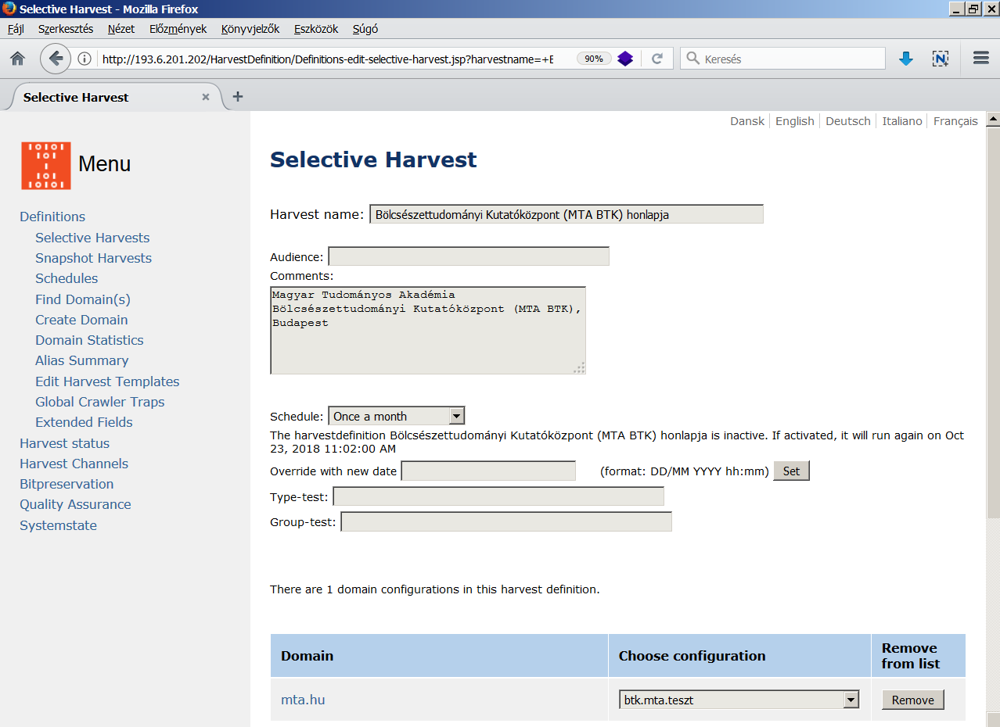 Selective Harvest - Mozilla Firefox
Fájl Szerkesztés Nézet Előzmények Könyvjelzők Eszközök Súgó
http://193.6.201.202/HarvestDefinition/Definitions-edit-selective-harvest.jsp?harvestname=+E 90% Keresés
Selective Harvest
Dansk English Deutsch Italiano Français
10101
101
1
101
10101
Menu
Definitions
Selective Harvests
Snapshot Harvests
Schedules
Find Domain(s)
Create Domain
Domain Statistics
Alias Summary
Edit Harvest Templates
Global Crawler Traps
Extended Fields
Harvest status
Harvest Channels
Bitpreservation
Quality Assurance
Systemstate
Selective Harvest
Harvest name: Bölcsészettudományi Kutatóközpont (MTA BTK) honlapja
Audience:
Comments:
Magyar Tudományos Akadémia
Bölcsészettudományi Kutatóközpont (MTA BTK),
Budapest
Schedule: Once a month
The harvestdefinition Bölcsészettudományi Kutatóközpont (MTA BTK) honlapja is inactive. If activated, it will run again on Oct
23, 2018 11:02:00 AM
Override with new date (format: DD/MM YYYY hh:mm) Set
Type-test:
Group-test:
There are 1 domain configurations in this harvest definition.
Domain Choose configuration Remove
from list
mta.hu btk.mta.teszt Remove